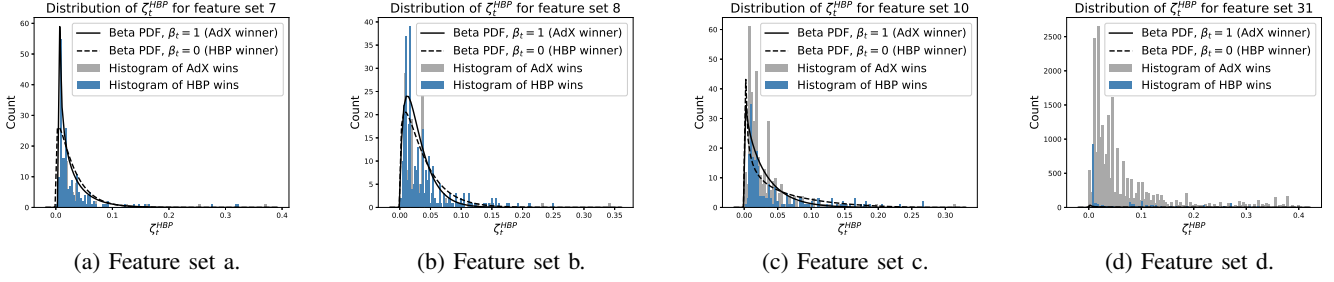 Distribution of ζ_t^{HBP} for feature set 7
Count
60
50
40
30
20
10
0
Beta PDF, β_t = 1 (AdX winner)
Beta PDF, β_t = 0 (HBP winner)
Histogram of AdX wins
Histogram of HBP wins
0.0 0.1 0.2 0.3 0.4
ζ_t^{HBP}
(a) Feature set a.
Distribution of ζ_t^{HBP} for feature set 8
Count
40
35
30
25
20
15
10
5
0
Beta PDF, β_t = 1 (AdX winner)
Beta PDF, β_t = 0 (HBP winner)
Histogram of AdX wins
Histogram of HBP wins
0.00 0.05 0.10 0.15 0.20 0.25 0.30 0.35
ζ_t^{HBP}
(b) Feature set b.
Distribution of ζ_t^{HBP} for feature set 10
Count
60
50
40
30
20
10
0
Beta PDF, β_t = 1 (AdX winner)
Beta PDF, β_t = 0 (HBP winner)
Histogram of AdX wins
Histogram of HBP wins
0.00 0.05 0.10 0.15 0.20 0.25 0.30
ζ_t^{HBP}
(c) Feature set c.
Distribution of ζ_t^{HBP} for feature set 31
Count
2500
2000
1500
1000
500
0
Beta PDF, β_t = 1 (AdX winner)
Beta PDF, β_t = 0 (HBP winner)
Histogram of AdX wins
Histogram of HBP wins
0.0 0.1 0.2 0.3 0.4
ζ_t^{HBP}
(d) Feature set d.